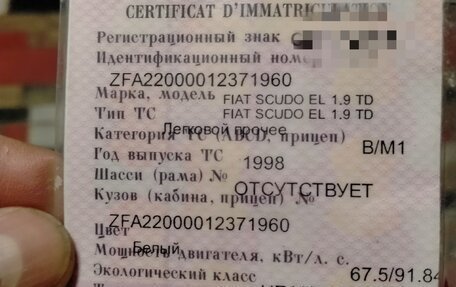 CERTIFICAT D'IMMATRICULATION
Регистрационный знак
Идентификационный номер
ZFA22000012371960
Марка, модель FIAT SCUDO EL 1.9 TD
Тип ТС FIAT SCUDO EL 1.9 TD
Легковой прочее
Категория ТС (ABCD, прицеп) B/M1
Год выпуска ТС 1998
Шасси (рама) №
ОТСУТСТВУЕТ
Кузов (кабина, прицеп) №
ZFA22000012371960
Цвет
Белый
Мощность двигателя, кВт/л. с.
67.5/91.84
Экологический класс